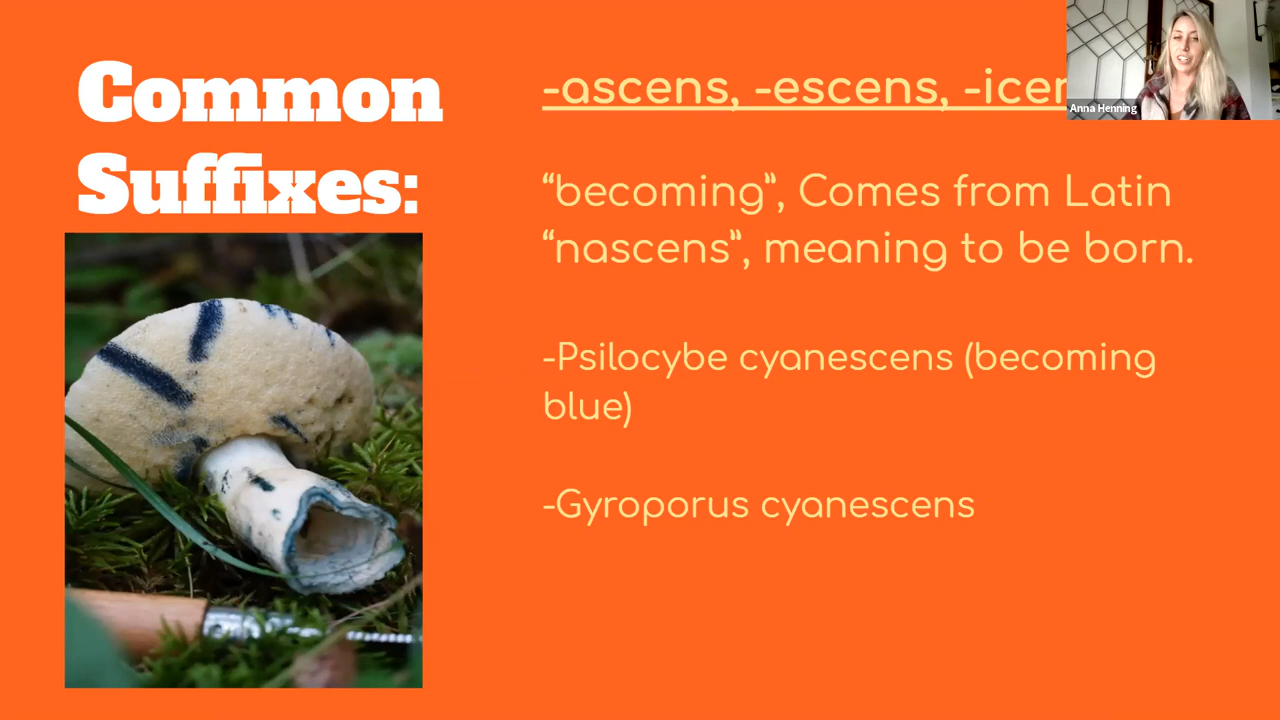 Common
Suffixes:
-ascens, -escens,
Anna Henning
“becoming”, Comes from Latin
“nascens”, meaning to be born.
-Psilocybe cyanescens (becoming
blue)
-Gyroporus cyanescens